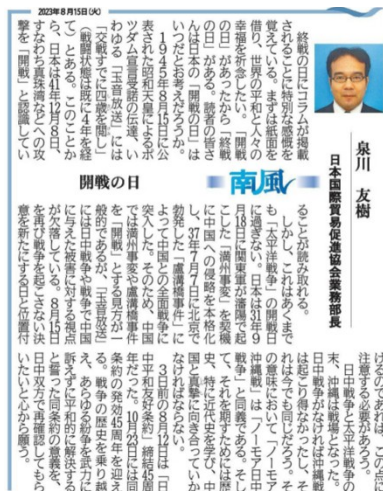 2023年8月15日(火)
南風
開戦の日
泉川 友樹
日本国際貿易促進協会業務部長
終戦の日にコラムが掲載
されることに特別な感慨を
覚えている。まずは紙面を
借り、世界の平和と人々の
幸福を祈念したい。「開戦
の日」があったから「終戦
の日」がある。読者の皆さ
んは日本の「開戦の日」は
いつだとお考えだろうか。
1945年8月15日に公
表された昭和天皇によるポ
ツダム宣言受諾の伝達、い
わゆる「玉音放送」には
「交戦すでに四歳を閲し」
(戦闘状態は既に4年を経
て)とある。このことか
ら、日本は41年12月8日、
すなわち真珠湾などへの攻
撃を「開戦」と認識してい
ることが読み取れる。
しかし、これはあくまで
も「太平洋戦争」の開戦日
に過ぎない。日本は31年9
月18日に関東軍が瀋陽で起
こした「満州事変」を契機
に中国への侵略を本格化
し、37年7月7日に北京で
勃発した「盧溝橋事件」に
よって中国との全面戦争に
突入した。そのため、中国
では満州事変や盧溝橋事件
を「開戦」とする見方が一
般的であるが、「玉音放送」
には日中戦争や戦争で中国
に与えた被害に対する視点
が欠落している。8月15日
を再び戦争を起こさない決
意を新たにする日と位置付
けるのであれば、この点に
注意する必要があろう。
日中戦争と太平洋戦争の
末、沖縄は戦場となった。
日中戦争がなければ沖縄戦
は起こり得なかったし、そ
れは今でも同じだろう。そ
の意味において「ノーモア
沖縄戦」は「ノーモア日中
戦争」と同義である。そし
て、それを期すためには歴
史、特に近代史を学び、中
国と真摯に向き合っていか
なければならない。
3日前の8月12日は「日
中平和友好条約」締結45周
年だった。10月23日には同
条約の発効45周年を迎え
る。戦争の歴史を乗り越
え、あらゆる紛争を武力に
訴えずに平和的に解決する
と誓った同条約の意義を、
日中双方で再確認してもら
いたいと心から願う。